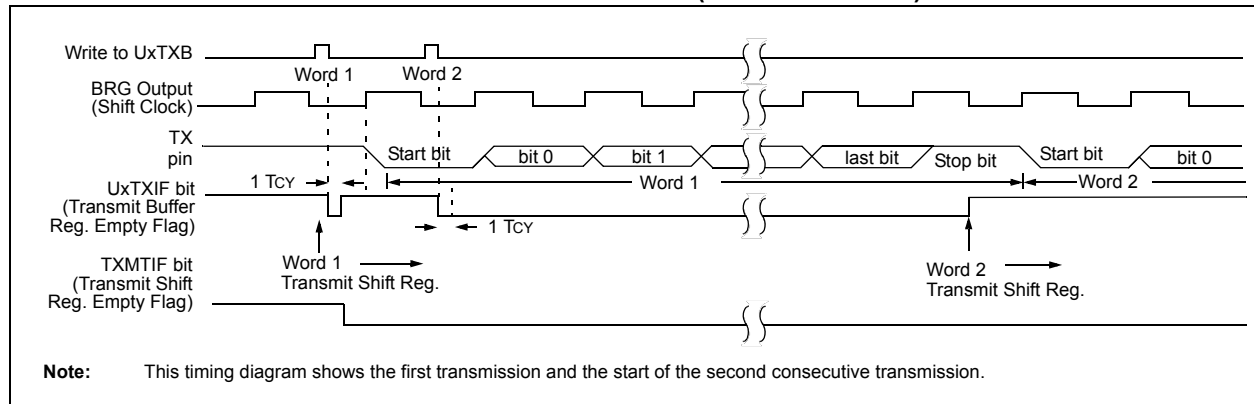 Write to UxTXB
Word 1 Word 2
BRG Output
(Shift Clock)
TX
pin
Start bit bit 0 bit 1 last bit Stop bit Start bit bit 0
1 TCY Word 1 Word 2
UxTXIF bit
(Transmit Buffer
Reg. Empty Flag)
1 TCY
TXMTIF bit
(Transmit Shift
Reg. Empty Flag)
Word 1
Transmit Shift Reg.
Word 2
Transmit Shift Reg.
Note: This timing diagram shows the first transmission and the start of the second consecutive transmission.